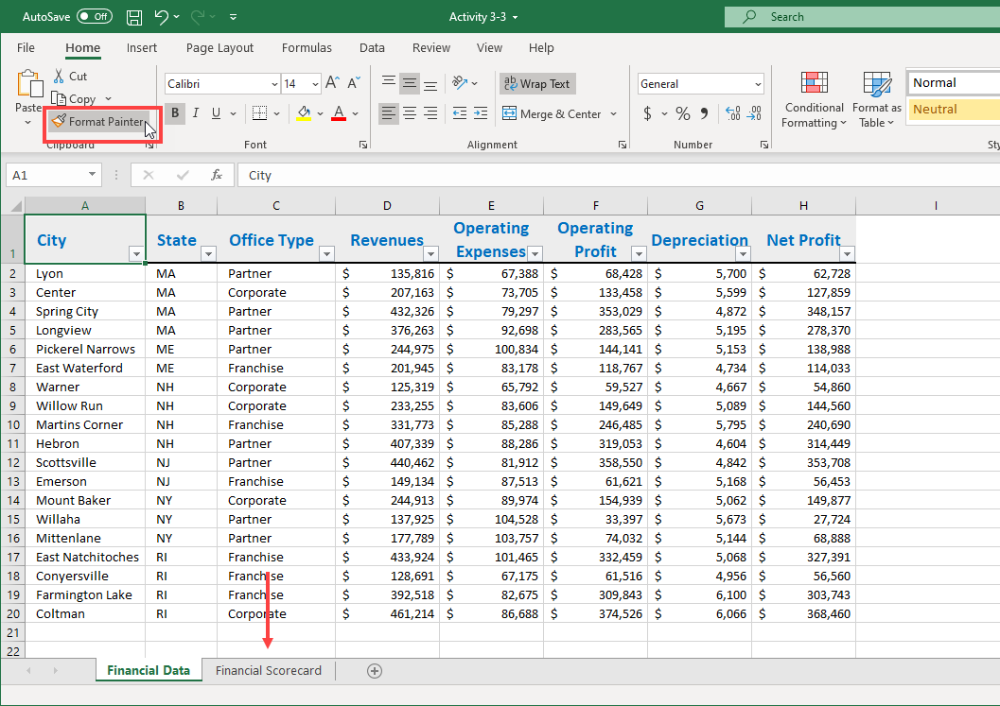 AutoSave Off Activity 3-3 Search
File Home Insert Page Layout Formulas Data Review View Help
Paste
Cut
Copy
Format Painter
Clipboard
Calibri 14 A A
B I U A
Font
ab Wrap Text
Merge & Center
Alignment
General
$ % 9 .00 .00
Number
Conditional
Formatting
Format as
Table
Normal
Neutral
Sty
A1 fx City
A B C D E F G H I
1 City State Office Type Revenues Operating Expenses Operating Profit Depreciation Net Profit
2 Lyon MA Partner $ 135,816 $ 67,388 $ 68,428 $ 5,700 $ 62,728
3 Center MA Corporate $ 207,163 $ 73,705 $ 133,458 $ 5,599 $ 127,859
4 Spring City MA Partner $ 432,326 $ 79,297 $ 353,029 $ 4,872 $ 348,157
5 Longview MA Partner $ 376,263 $ 92,698 $ 283,565 $ 5,195 $ 278,370
6 Pickerel Narrows ME Partner $ 244,975 $ 100,834 $ 144,141 $ 5,153 $ 138,988
7 East Waterford ME Franchise $ 201,945 $ 83,178 $ 118,767 $ 4,734 $ 114,033
8 Warner NH Corporate $ 125,319 $ 65,792 $ 59,527 $ 4,667 $ 54,860
9 Willow Run NH Corporate $ 233,255 $ 83,606 $ 149,649 $ 5,089 $ 144,560
10 Martins Corner NH Franchise $ 331,773 $ 85,288 $ 246,485 $ 5,795 $ 240,690
11 Hebron NH Partner $ 407,339 $ 88,286 $ 319,053 $ 4,604 $ 314,449
12 Scottsville NJ Partner $ 440,462 $ 81,912 $ 358,550 $ 4,842 $ 353,708
13 Emerson NJ Franchise $ 149,134 $ 87,513 $ 61,621 $ 5,168 $ 56,453
14 Mount Baker NY Corporate $ 244,913 $ 89,974 $ 154,939 $ 5,062 $ 149,877
15 Willaha NY Partner $ 137,925 $ 104,528 $ 33,397 $ 5,673 $ 27,724
16 Mittenlane NY Partner $ 177,789 $ 103,757 $ 74,032 $ 5,144 $ 68,888
17 East Natchitoches RI Franchise $ 433,924 $ 101,465 $ 332,459 $ 5,068 $ 327,391
18 Conyersville RI Franchise $ 128,691 $ 67,175 $ 61,516 $ 4,956 $ 56,560
19 Farmington Lake RI Franchise $ 392,518 $ 82,675 $ 309,843 $ 6,100 $ 303,743
20 Coltman RI Corporate $ 461,214 $ 86,688 $ 374,526 $ 6,066 $ 368,460
21
22
Financial Data Financial Scorecard